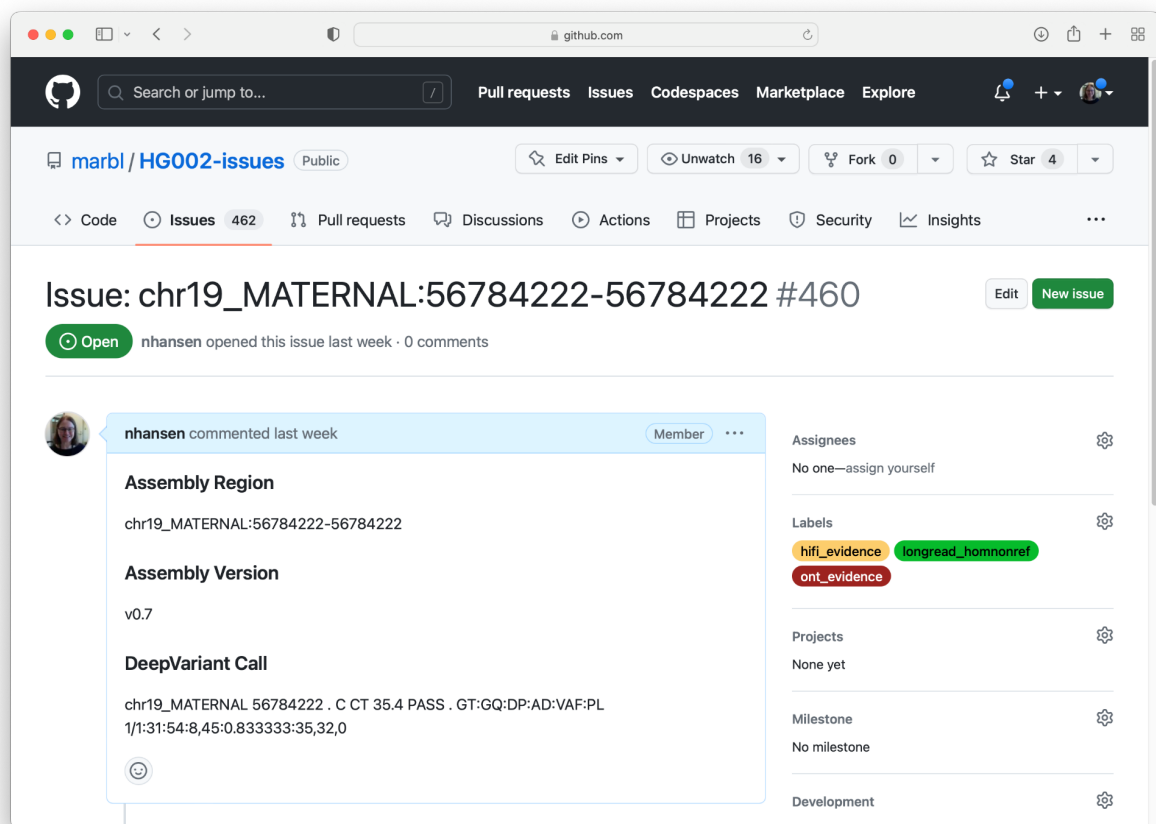 github.com
Search or jump to... /
Pull requests Issues Codespaces Marketplace Explore
marbl / HG002-issues Public
Edit Pins Unwatch 16 Fork 0 Star 4
Code Issues 462 Pull requests Discussions Actions Projects Security Insights
Issue: chr19_MATERNAL:56784222-56784222 #460
Edit New issue
Open nhansen opened this issue last week · 0 comments
nhansen commented last week Member
Assembly Region
chr19_MATERNAL:56784222-56784222
Assembly Version
v0.7
DeepVariant Call
chr19_MATERNAL 56784222 . C CT 35.4 PASS . GT:GQ:DP:AD:VAF:PL
1/1:31:54:8,45:0.833333:35,32,0
Assignees
No one—assign yourself
Labels
hifi_evidence longread_homnonref
ont_evidence
Projects
None yet
Milestone
No milestone
Development